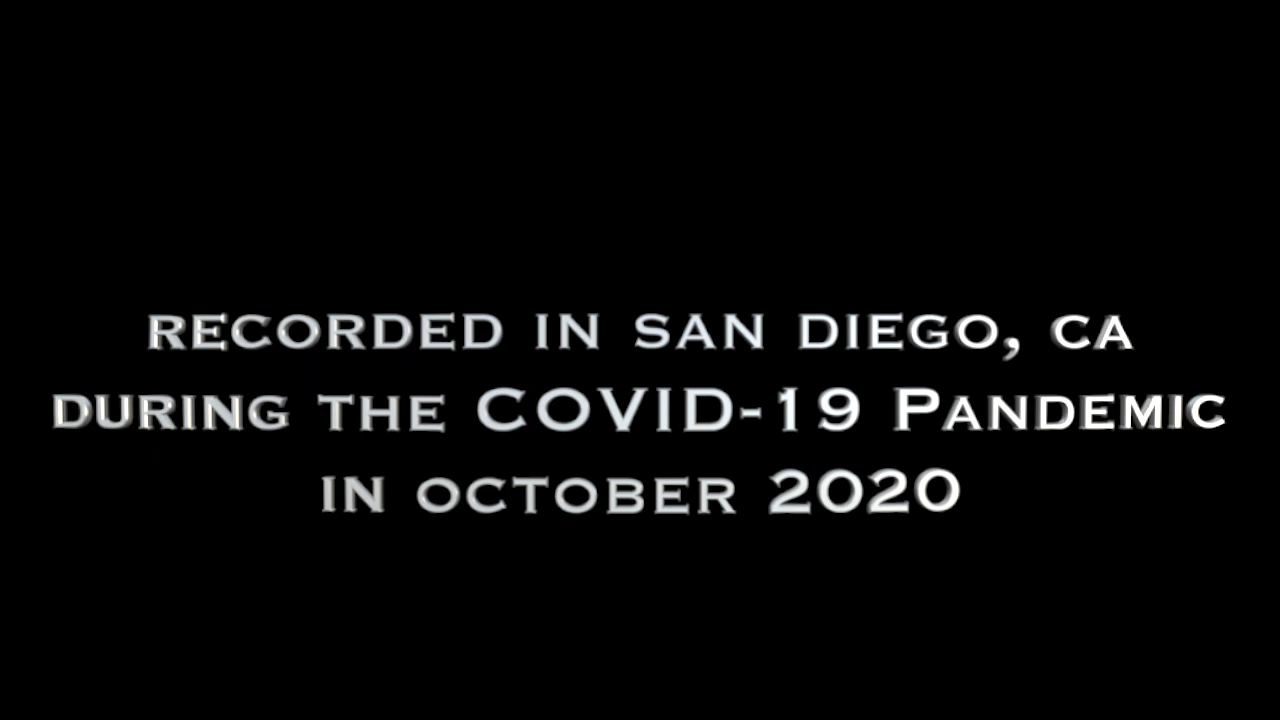 RECORDED IN SAN DIEGO, CA
DURING THE COVID-19 PANDEMIC
IN OCTOBER 2020